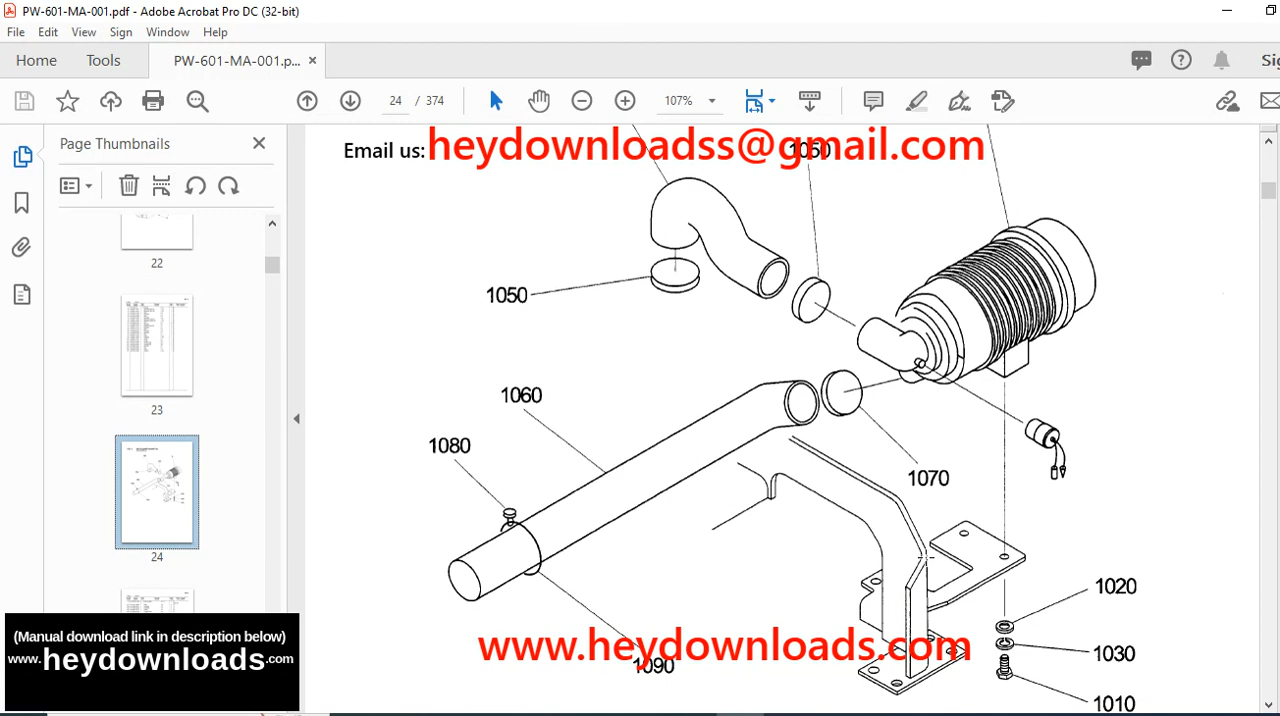 PW-601-MA-001.pdf - Adobe Acrobat Pro DC (32-bit)
File Edit View Sign Window Help
Home Tools PW-601-MA-001.p... ×
24 / 374 107%
Page Thumbnails
22
23
24
Email us: heydownloadss@gmail.com
1050
1050
1060
1080
1070
1020
1030
1090
1010
www.heydownloads.com
(Manual download link in description below)
www.heydownloads.com